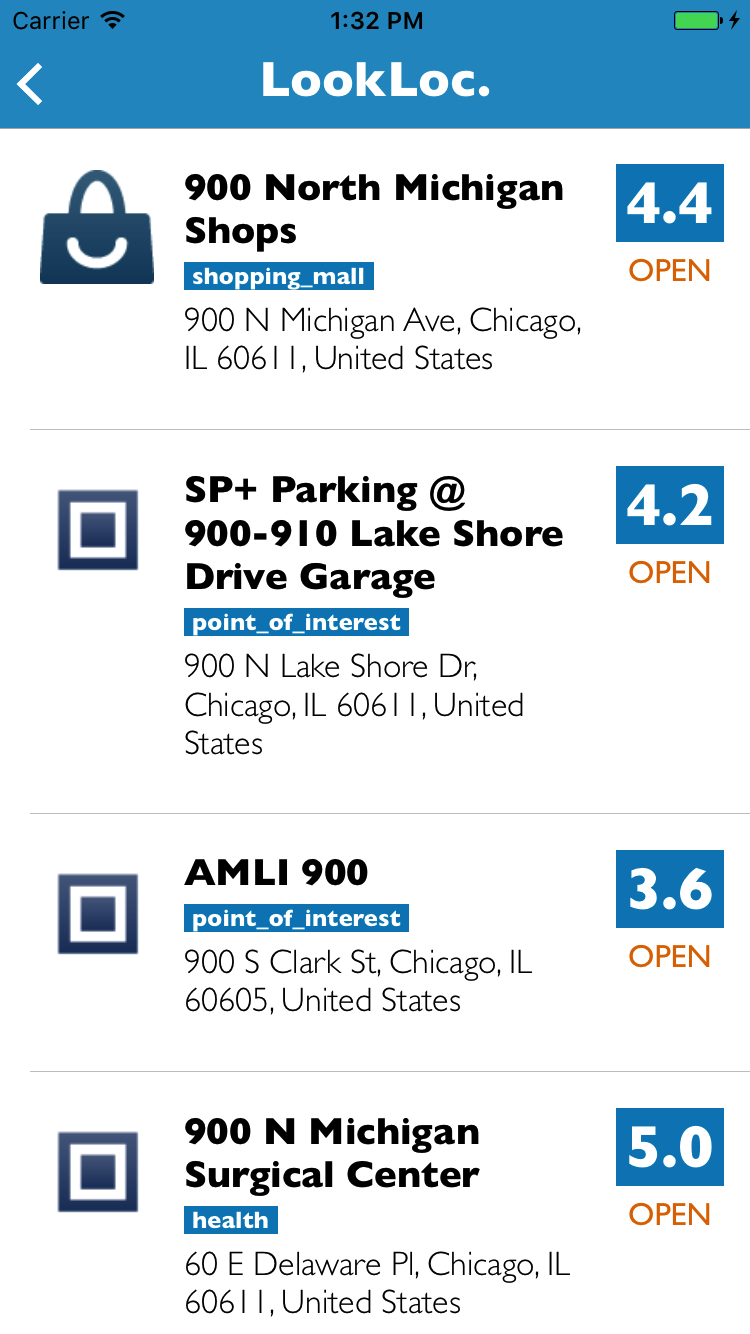 Carrier 1:32 PM
LookLoc.
900 North Michigan
Shops
4.4
OPEN
shopping_mall
900 N Michigan Ave, Chicago,
IL 60611, United States
SP+ Parking @
900-910 Lake Shore
Drive Garage
4.2
OPEN
point_of_interest
900 N Lake Shore Dr,
Chicago, IL 60611, United
States
AMLI 900
3.6
OPEN
point_of_interest
900 S Clark St, Chicago, IL
60605, United States
900 N Michigan
Surgical Center
5.0
OPEN
health
60 E Delaware Pl, Chicago, IL
60611, United States